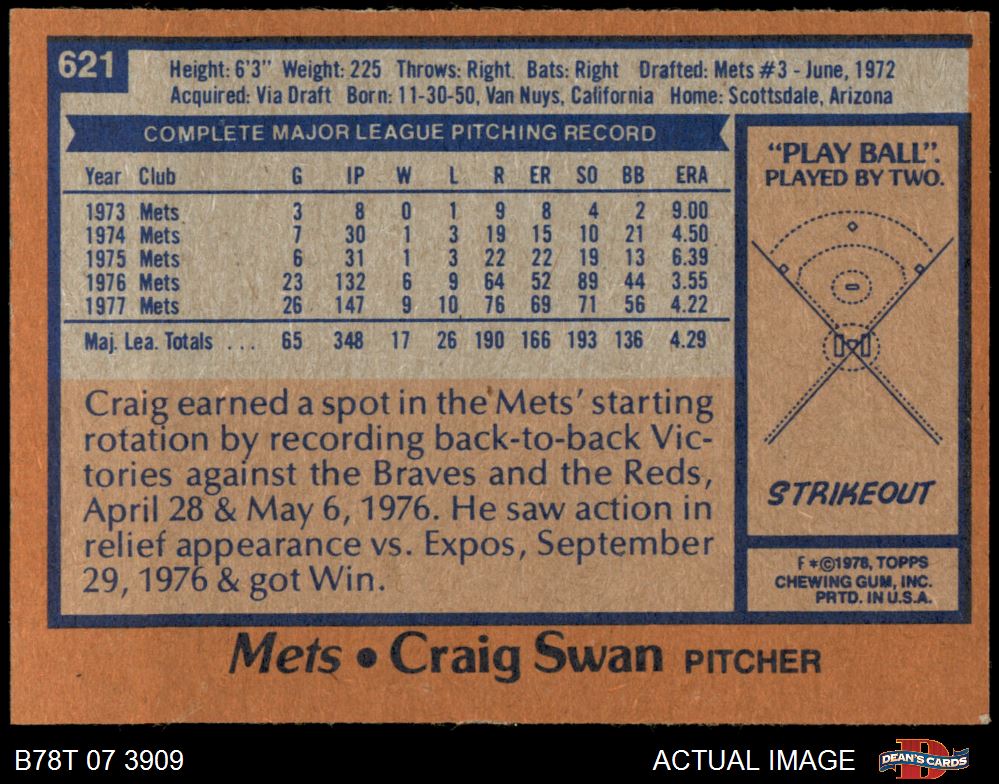 621
Height: 6'3" Weight: 225 Throws: Right Bats: Right Drafted: Mets #3 - June, 1972
Acquired: Via Draft Born: 11-30-50, Van Nuys, California Home: Scottsdale, Arizona
COMPLETE MAJOR LEAGUE PITCHING RECORD
Year Club G IP W L R ER SO BB ERA
1973 Mets 3 8 0 1 9 8 4 2 9.00
1974 Mets 7 30 1 3 19 15 10 21 4.50
1975 Mets 6 31 1 3 22 22 19 13 6.39
1976 Mets 23 132 6 9 64 52 89 44 3.55
1977 Mets 26 147 9 10 76 69 71 56 4.22
Maj. Lea. Totals ... 65 348 17 26 190 166 193 136 4.29
Craig earned a spot in the Mets' starting
rotation by recording back-to-back Vic-
tories against the Braves and the Reds,
April 28 & May 6, 1976. He saw action in
relief appearance vs. Expos, September
29, 1976 & got Win.
"PLAY BALL".
PLAYED BY TWO.
STRIKEOUT
F*©1978, TOPPS
CHEWING GUM, INC.
PRTD. IN U.S.A.
Mets • Craig Swan PITCHER
B78T 07 3909
ACTUAL IMAGE
DEAN'S CARDS